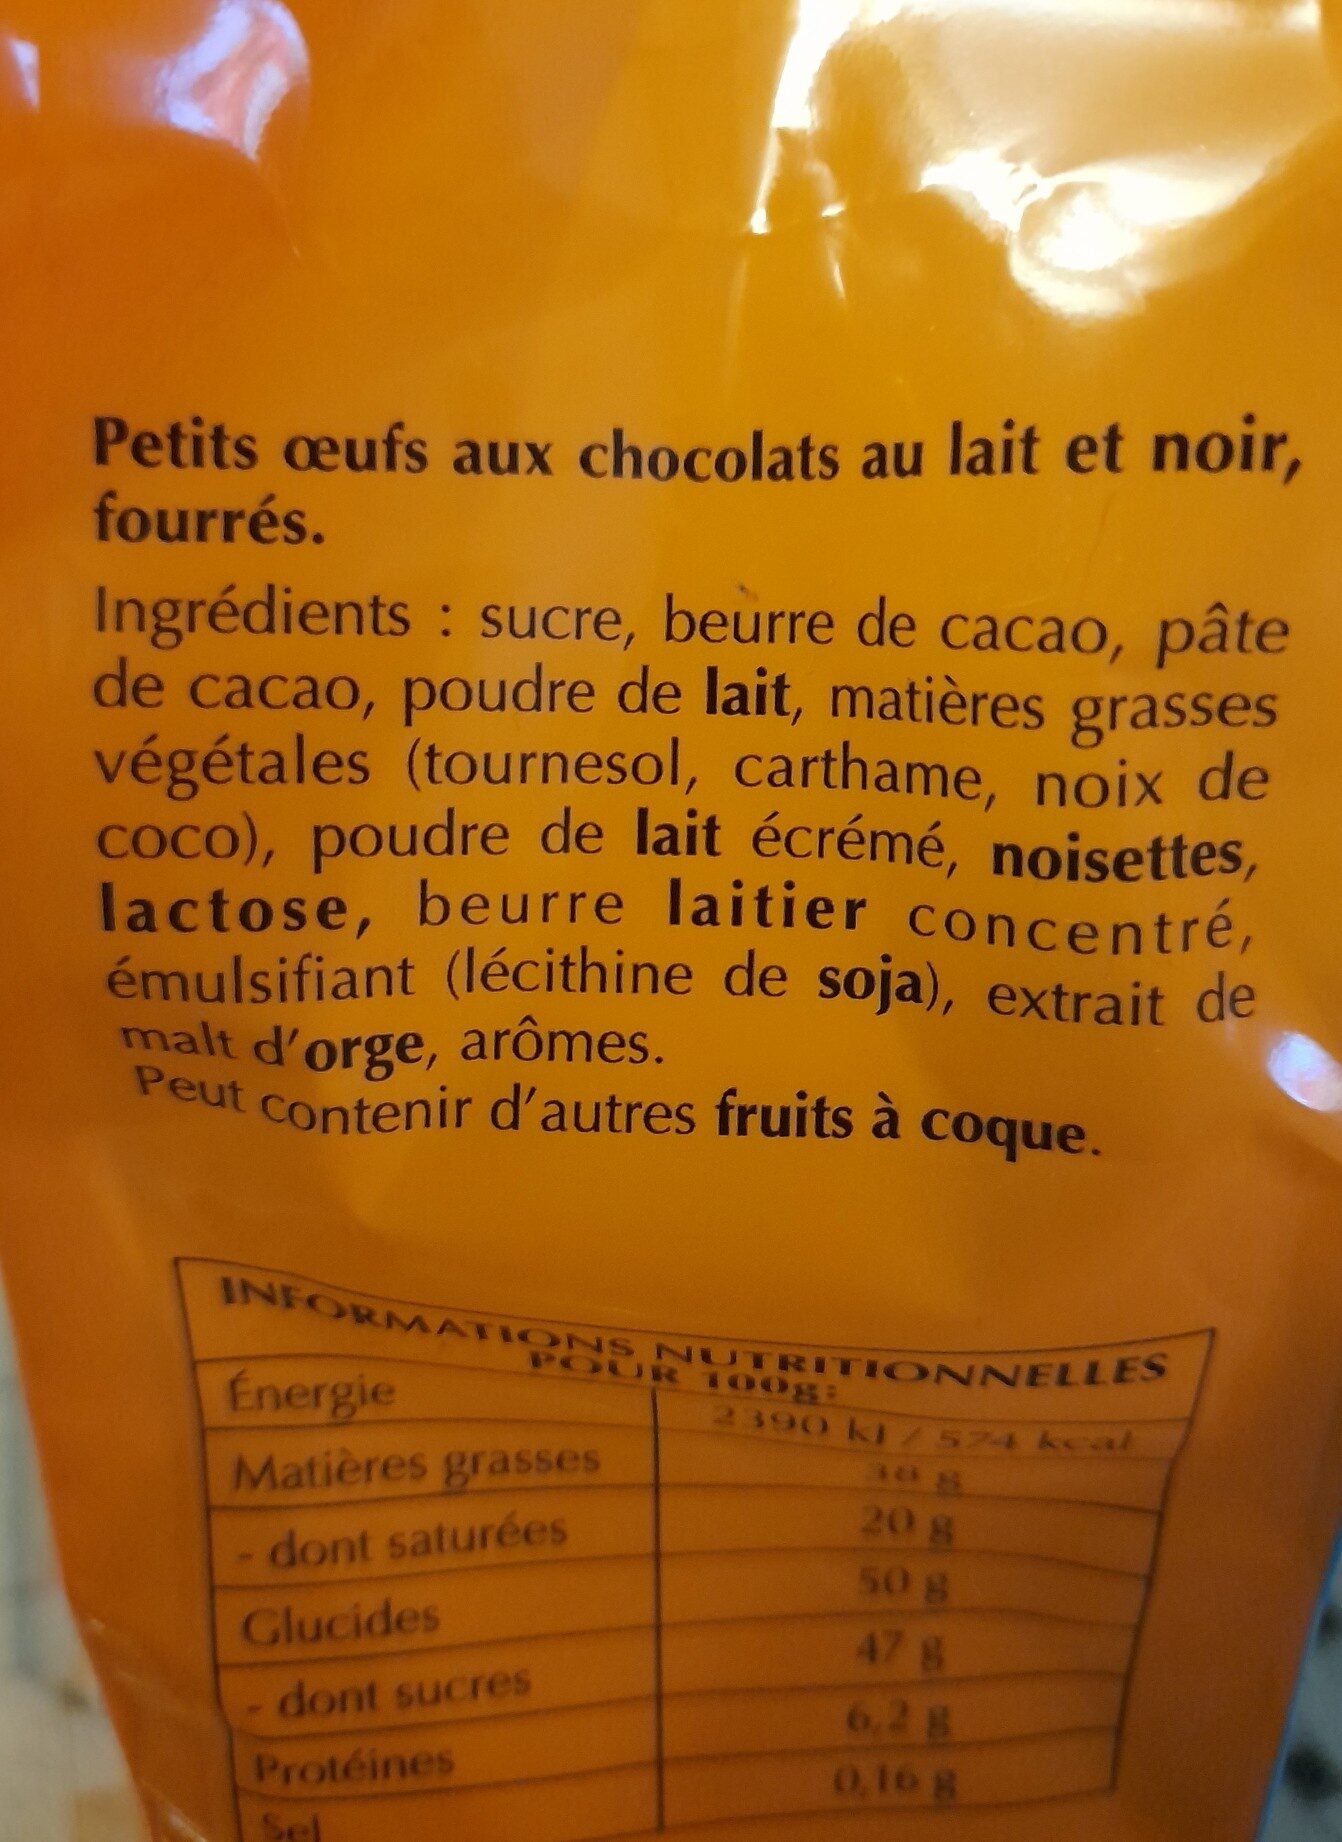 Petits œufs aux chocolats au lait et noir,
fourrés.
Ingrédients : sucre, beurre de cacao, pâte
de cacao, poudre de lait, matières grasses
végétales (tournesol, carthame, noix de
coco), poudre de lait écrémé, noisettes,
lactose, beurre laitier concentré,
émulsifiant (lécithine de soja), extrait de
malt d'orge, arômes.
Peut contenir d'autres fruits à coque.
INFORMATIONS NUTRITIONNELLES
POUR 100g:
Énergie 2390 kJ / 574 kcal
Matières grasses 38 g
- dont saturées 20 g
Glucides 50 g
- dont sucres 47 g
Protéines 6,2 g
Sel 0,16 g